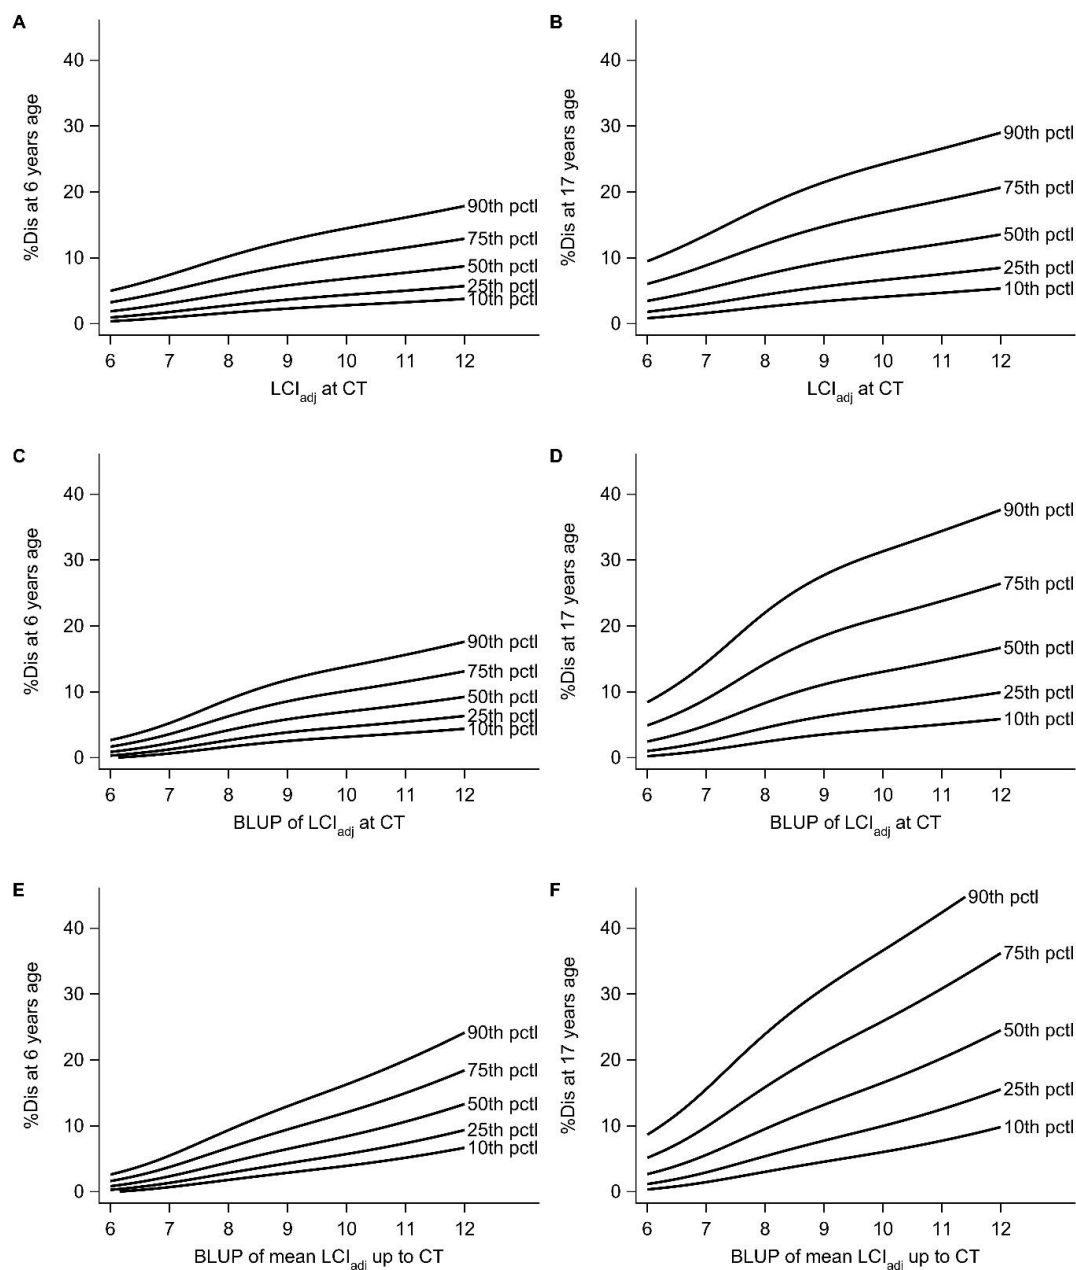 A
%Dis at 6 years age
40
30
20
10
0
90th pctl
75th pctl
50th pctl
25th pctl
10th pctl
6 7 8 9 10 11 12
LCIadj at CT
B
%Dis at 17 years age
40
30
20
10
0
90th pctl
75th pctl
50th pctl
25th pctl
10th pctl
6 7 8 9 10 11 12
LCIadj at CT
C
%Dis at 6 years age
40
30
20
10
0
90th pctl
75th pctl
50th pctl
25th pctl
10th pctl
6 7 8 9 10 11 12
BLUP of LCIadj at CT
D
%Dis at 17 years age
40
30
20
10
0
90th pctl
75th pctl
50th pctl
25th pctl
10th pctl
6 7 8 9 10 11 12
BLUP of LCIadj at CT
E
%Dis at 6 years age
40
30
20
10
0
90th pctl
75th pctl
50th pctl
25th pctl
10th pctl
6 7 8 9 10 11 12
BLUP of mean LCIadj up to CT
F
%Dis at 17 years age
40
30
20
10
0
90th pctl
75th pctl
50th pctl
25th pctl
10th pctl
6 7 8 9 10 11 12
BLUP of mean LCIadj up to CT